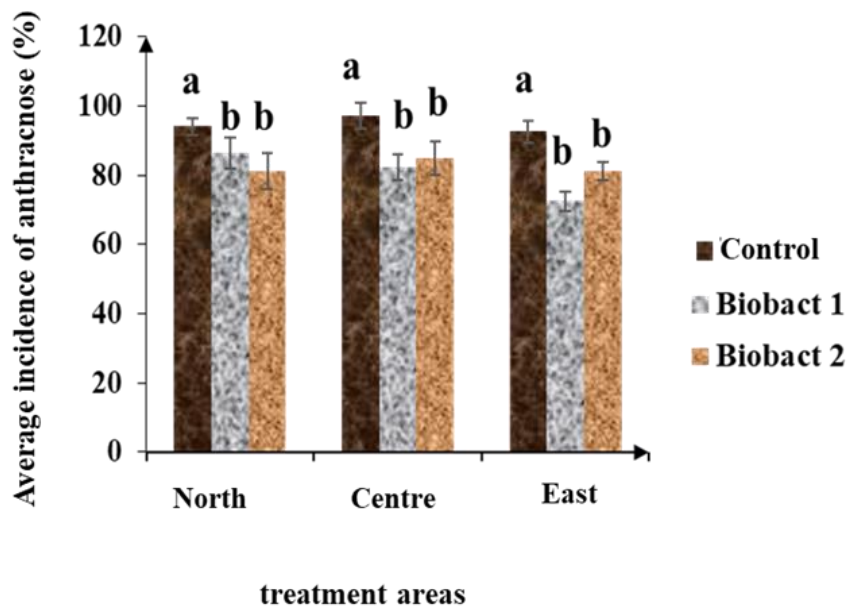 Average incidence of anthracnose (%)
120
100
80
60
40
20
0
a
b
b
a
b
b
a
b
b
North
Centre
East
treatment areas
Control
Biobact 1
Biobact 2